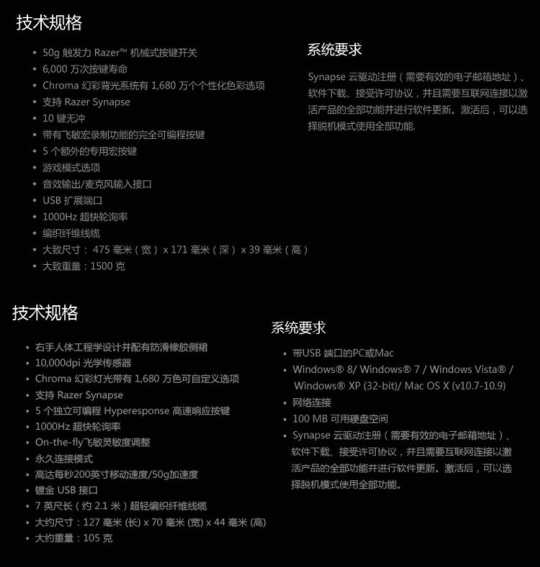 技术规格
50g 触发力 Razer™ 机械式按键开关
6,000 万次按键寿命
Chroma 幻彩背光系统有 1,680 万个个性化色彩选项
支持 Razer Synapse
10 键无冲
带有飞敏宏录制功能的完全可编程按键
5 个额外的专用宏按键
游戏模式选项
音效输出/麦克风输入接口
USB 扩展端口
1000Hz 超快轮询率
编织纤维线缆
大致尺寸： 475 毫米 ( 宽 ） x 171 毫米（ 深 ） x 39 毫米 ( 高 )
大致重量：1500 克
系统要求
Synapse 云驱动注册（需要有效的电子邮箱地址）、
软件下载、接受许可协议，并且需要互联网连接以激
活产品的全部功能并进行软件更新。激活后，可以选
择脱机模式使用全部功能.
技术规格
右手人体工程学设计并配有防滑橡胶侧裙
10,000dpi 光学传感器
Chroma 幻彩灯光带有 1,680 万色可自定义选项
支持 Razer Synapse
5 个独立可编程 Hyperesponse 高速响应按键
1000Hz 超快轮询率
On-the-fly飞敏灵敏度调整
永久连接模式
高达每秒200英寸移动速度/50g加速度
镀金 USB 接口
7 英尺长（ 约 2.1 米 ）超轻编织纤维线缆
大约尺寸：127 毫米 (长) x 70 毫米 (宽) x 44 毫米 (高)
大约重量：105 克
系统要求
带USB 端口的PC或Mac
Windows® 8/ Windows® 7 / Windows Vista® /
Windows® XP (32-bit)/ Mac OS X (v10.7-10.9)
网络连接
100 MB 可用硬盘空间
Synapse 云驱动注册（需要有效的电子邮箱地址）、
软件下载、接受许可协议，并且需要互联网连接以激
活产品的全部功能并进行软件更新。激活后，可以选
择脱机模式使用全部功能。